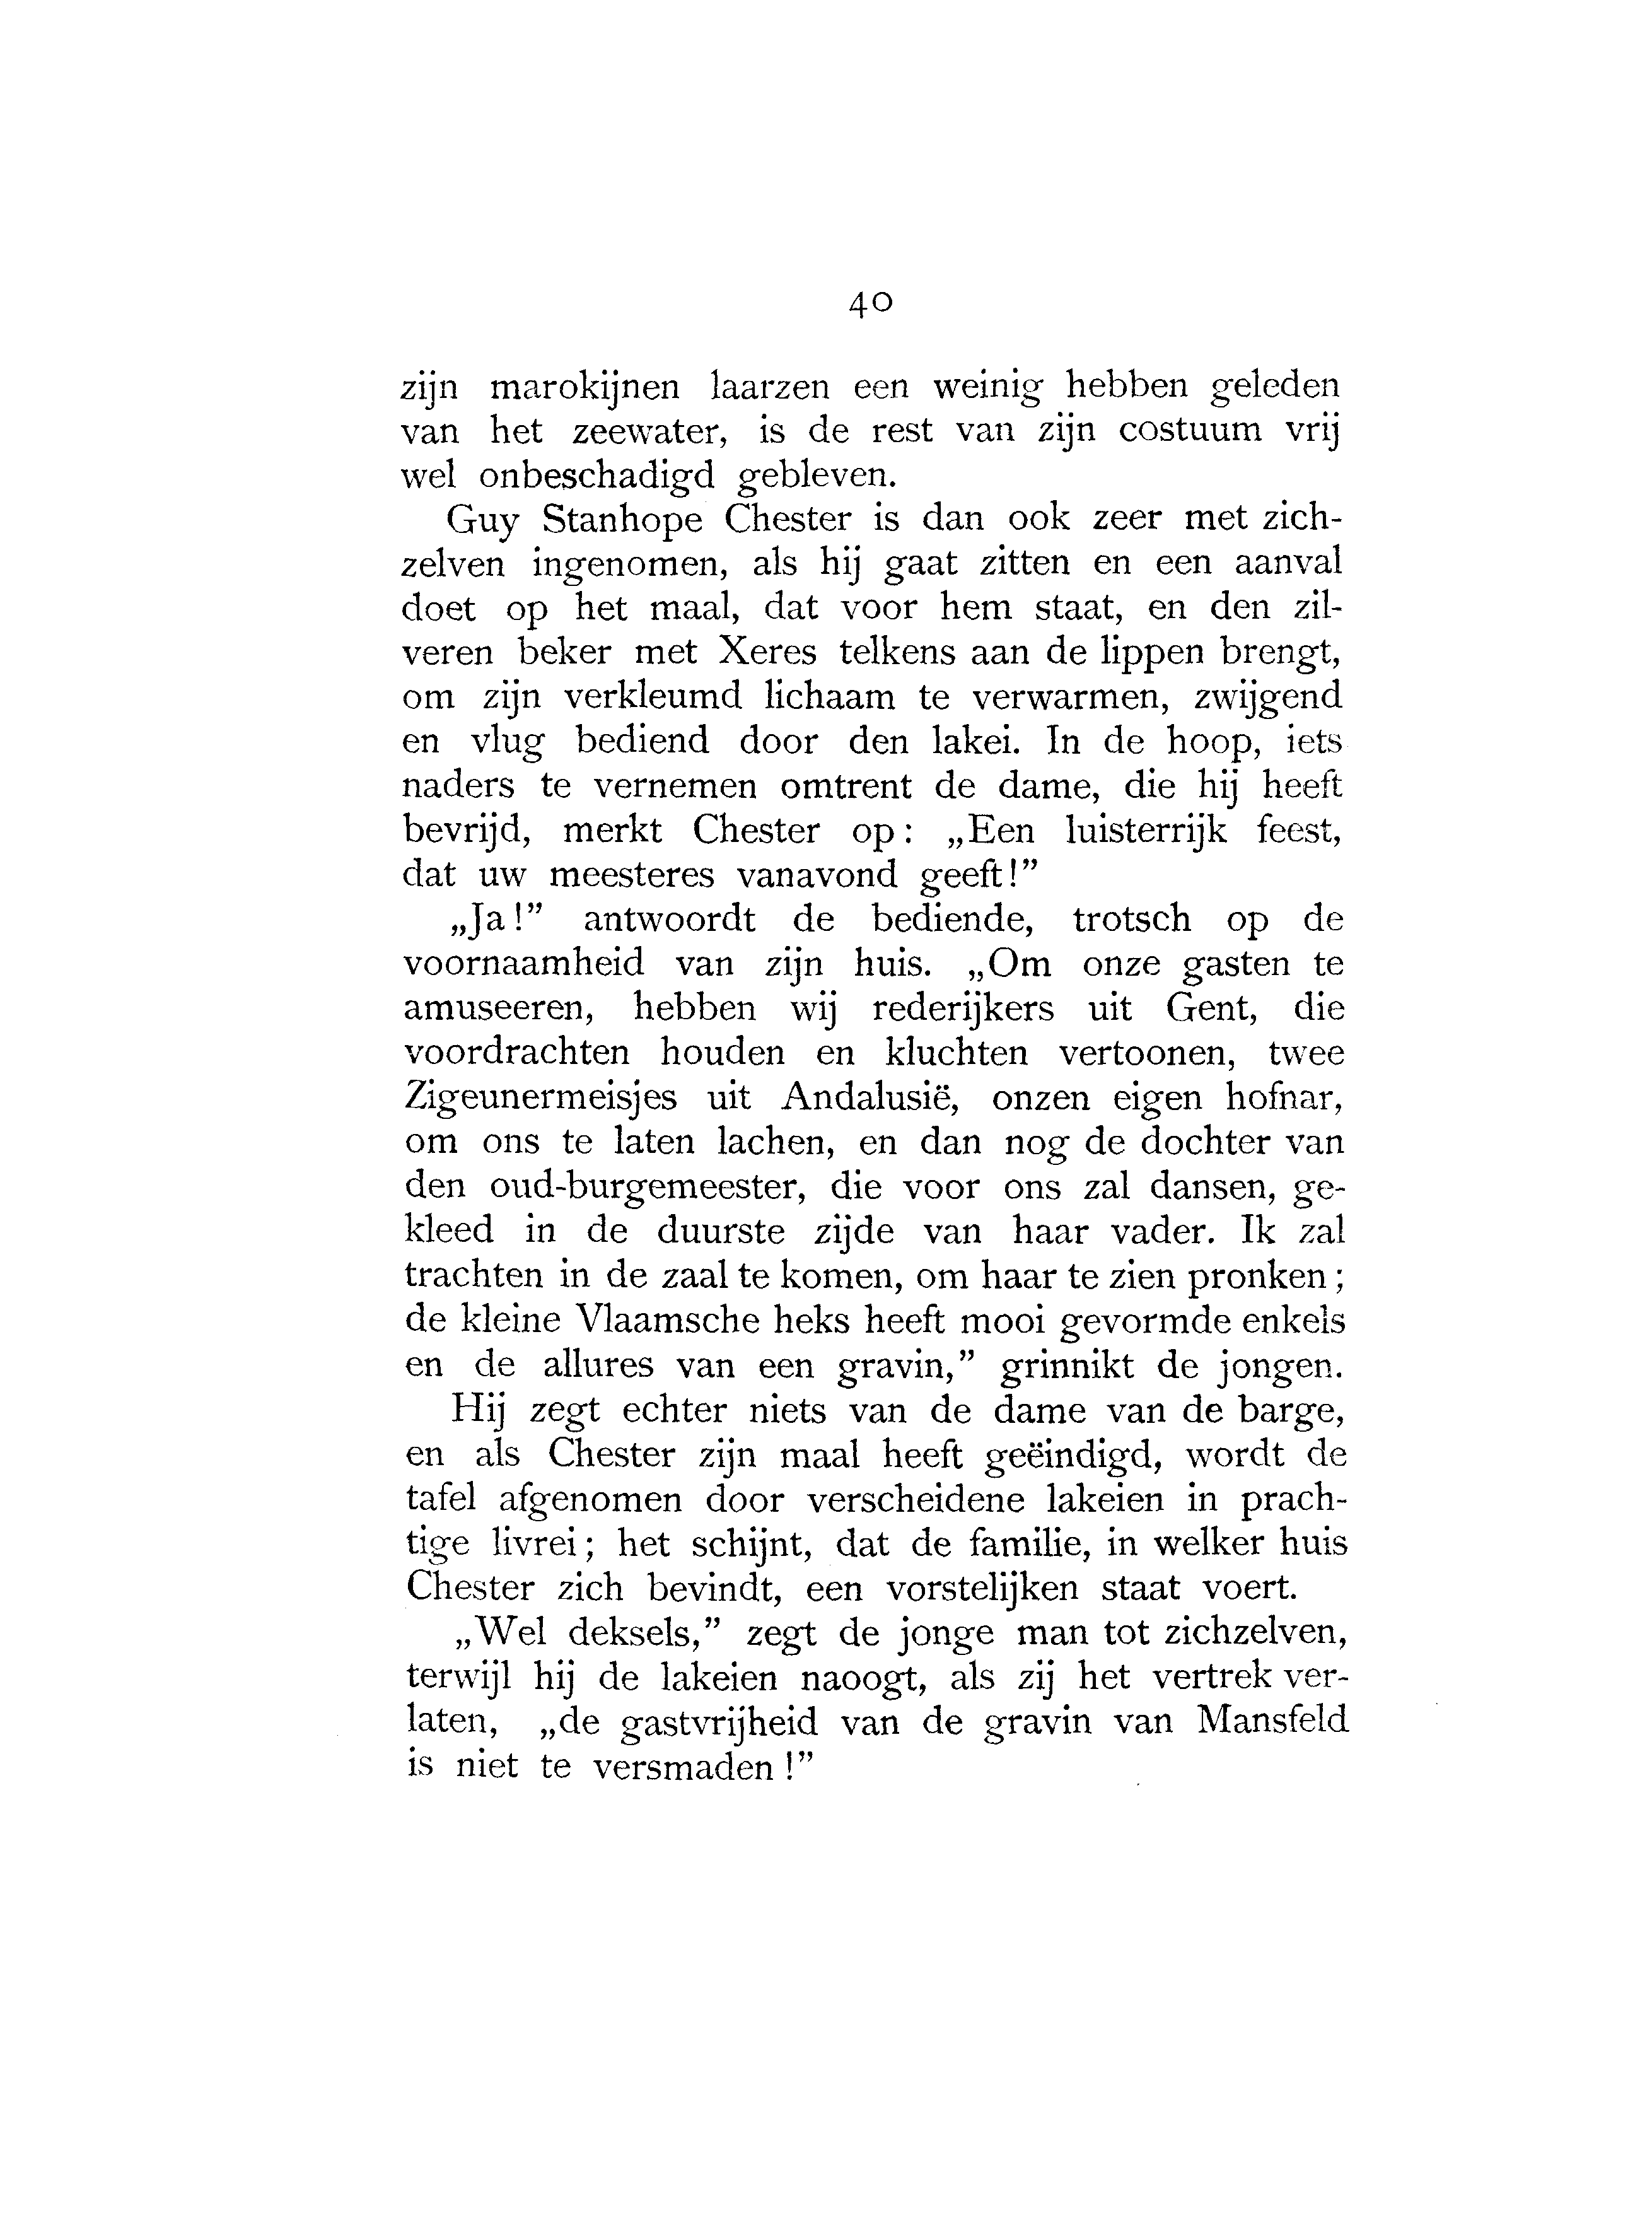 40
zijn marokijnen laarzen een weinig hebben geleden
van het zeewater, is de rest van zijn costuum vrij
wel onbeschadigd gebleven.
Guy Stanhope Chester is dan ook zeer met zich-
zelven ingenomen, als hij gaat zitten en een aanval
doet op het maal, dat voor hem staat, en den zil-
veren beker met Xeres telkens aan de lippen brengt,
om zijn verkleumd lichaam te verwarmen, zwijgend
en vlug bediend door den lakei. In de hoop, iets
naders te vernemen omtrent de dame, die hij heeft
bevrijd, merkt Chester op: „Een luisterrijk feest,
dat uw meesteres vanavond geeft!”
„Ja!” antwoordt de bediende, trotsch op de
voornaamheid van zijn huis. „Om onze gasten te
amuseeren, hebben wij rederijkers uit Gent, die
voordrachten houden en kluchten vertoonen, twee
Zigeunermeisjes uit Andalusië, onzen eigen hofnar,
om ons te laten lachen, en dan nog de dochter van
den oud-burgemeester, die voor ons zal dansen, ge-
kleed in de duurste zijde van haar vader. Ik zal
trachten in de zaal te komen, om haar te zien pronken;
de kleine Vlaamsche heks heeft mooi gevormde enkels
en de allures van een gravin,” grinnikt de jongen.
Hij zegt echter niets van de dame van de barge,
en als Chester zijn maal heeft geëindigd, wordt de
tafel afgenomen door verscheidene lakeien in prach-
tige livrei; het schijnt, dat de familie, in welker huis
Chester zich bevindt, een vorstelijken staat voert.
„Wel deksels,” zegt de jonge man tot zichzelven,
terwijl hij de lakeien naoogt, als zij het vertrek ver-
laten, „de gastvrijheid van de gravin van Mansfeld
is niet te versmaden!”